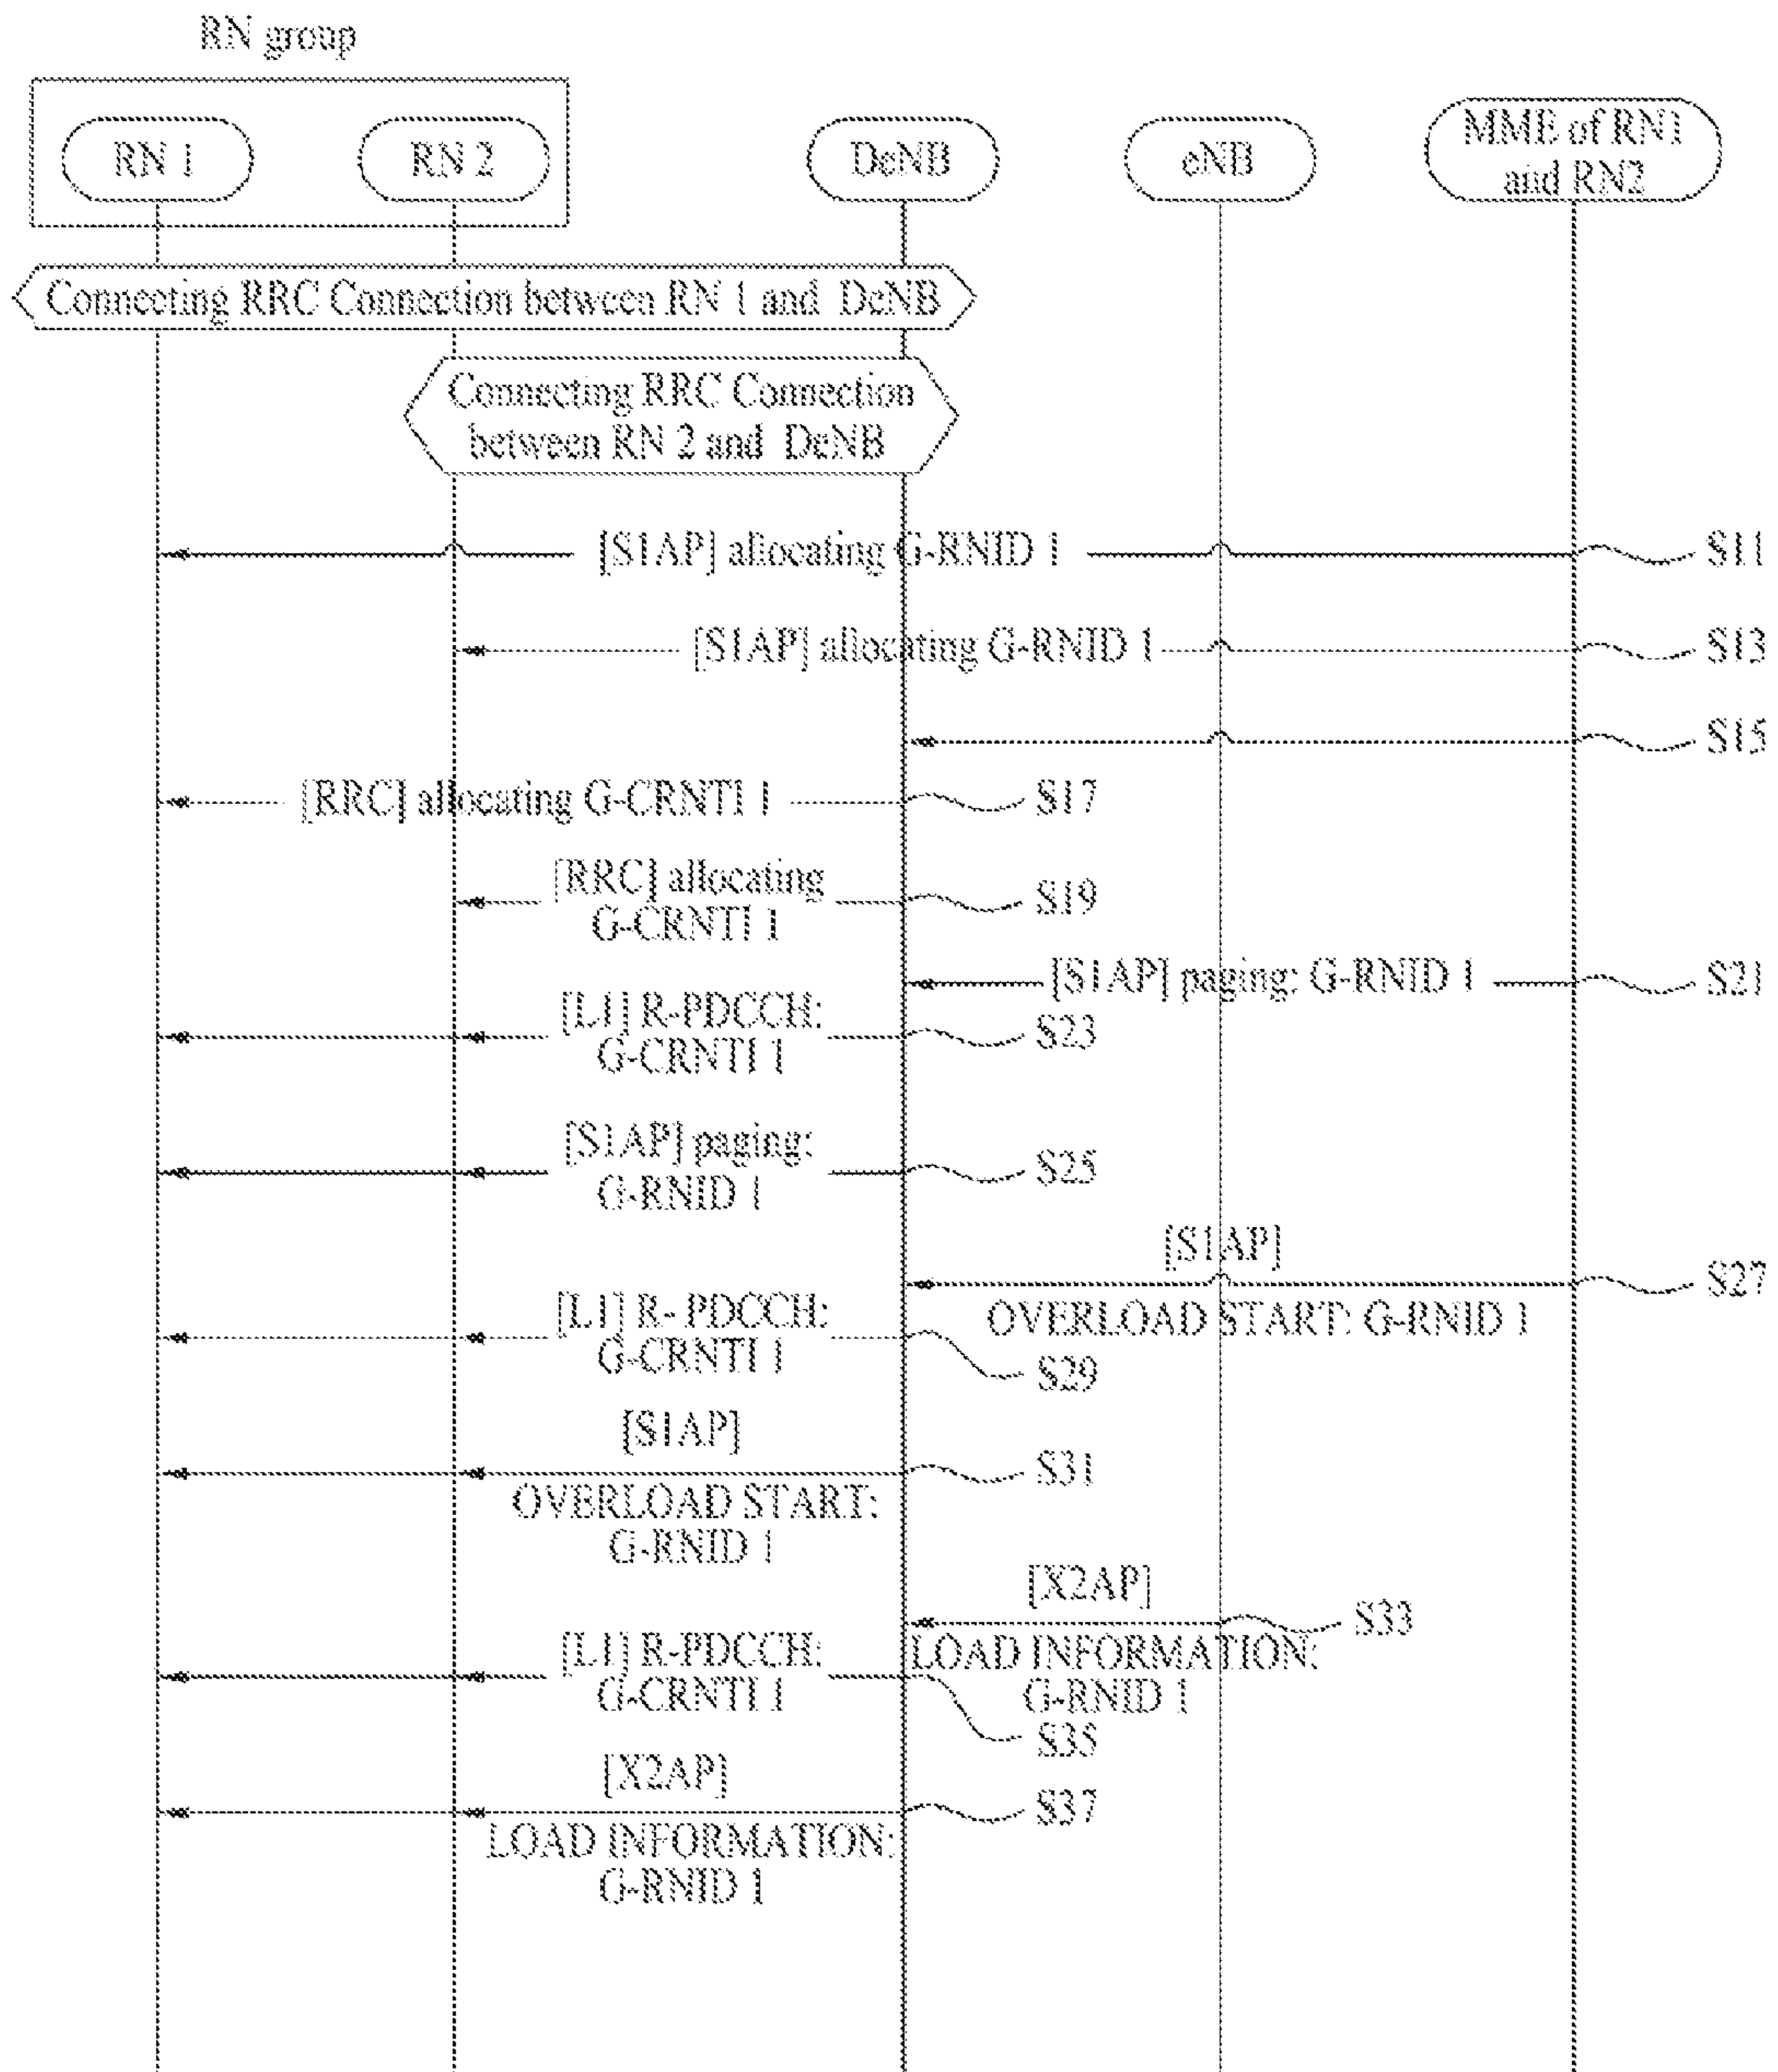 RN group
RN 1
RN 2
DeNB
eNB
MME of RN1
and RN2
Connecting RRC Connection between RN 1 and DeNB
Connecting RRC Connection
between RN 2 and DeNB
[S1AP] allocating G-RNID 1
S11
[S1AP] allocating G-RNID 1
S13
S15
[RRC] allocating G-CRNTI 1
S17
[RRC] allocating
G-CRNTI 1
S19
[S1AP] paging: G-RNID 1
S21
[L1] R-PDCCH:
G-CRNTI 1
S23
[S1AP] paging:
G-RNID 1
S25
[S1AP]
OVERLOAD START: G-RNID 1
S27
[L1] R- PDCCH:
G-CRNTI 1
S29
[S1AP]
OVERLOAD START:
G-RNID 1
S31
[X2AP]
LOAD INFORMATION:
G-RNID 1
S33
[L1] R-PDCCH:
G-CRNTI 1
S35
[X2AP]
LOAD INFORMATION:
G-RNID 1
S37